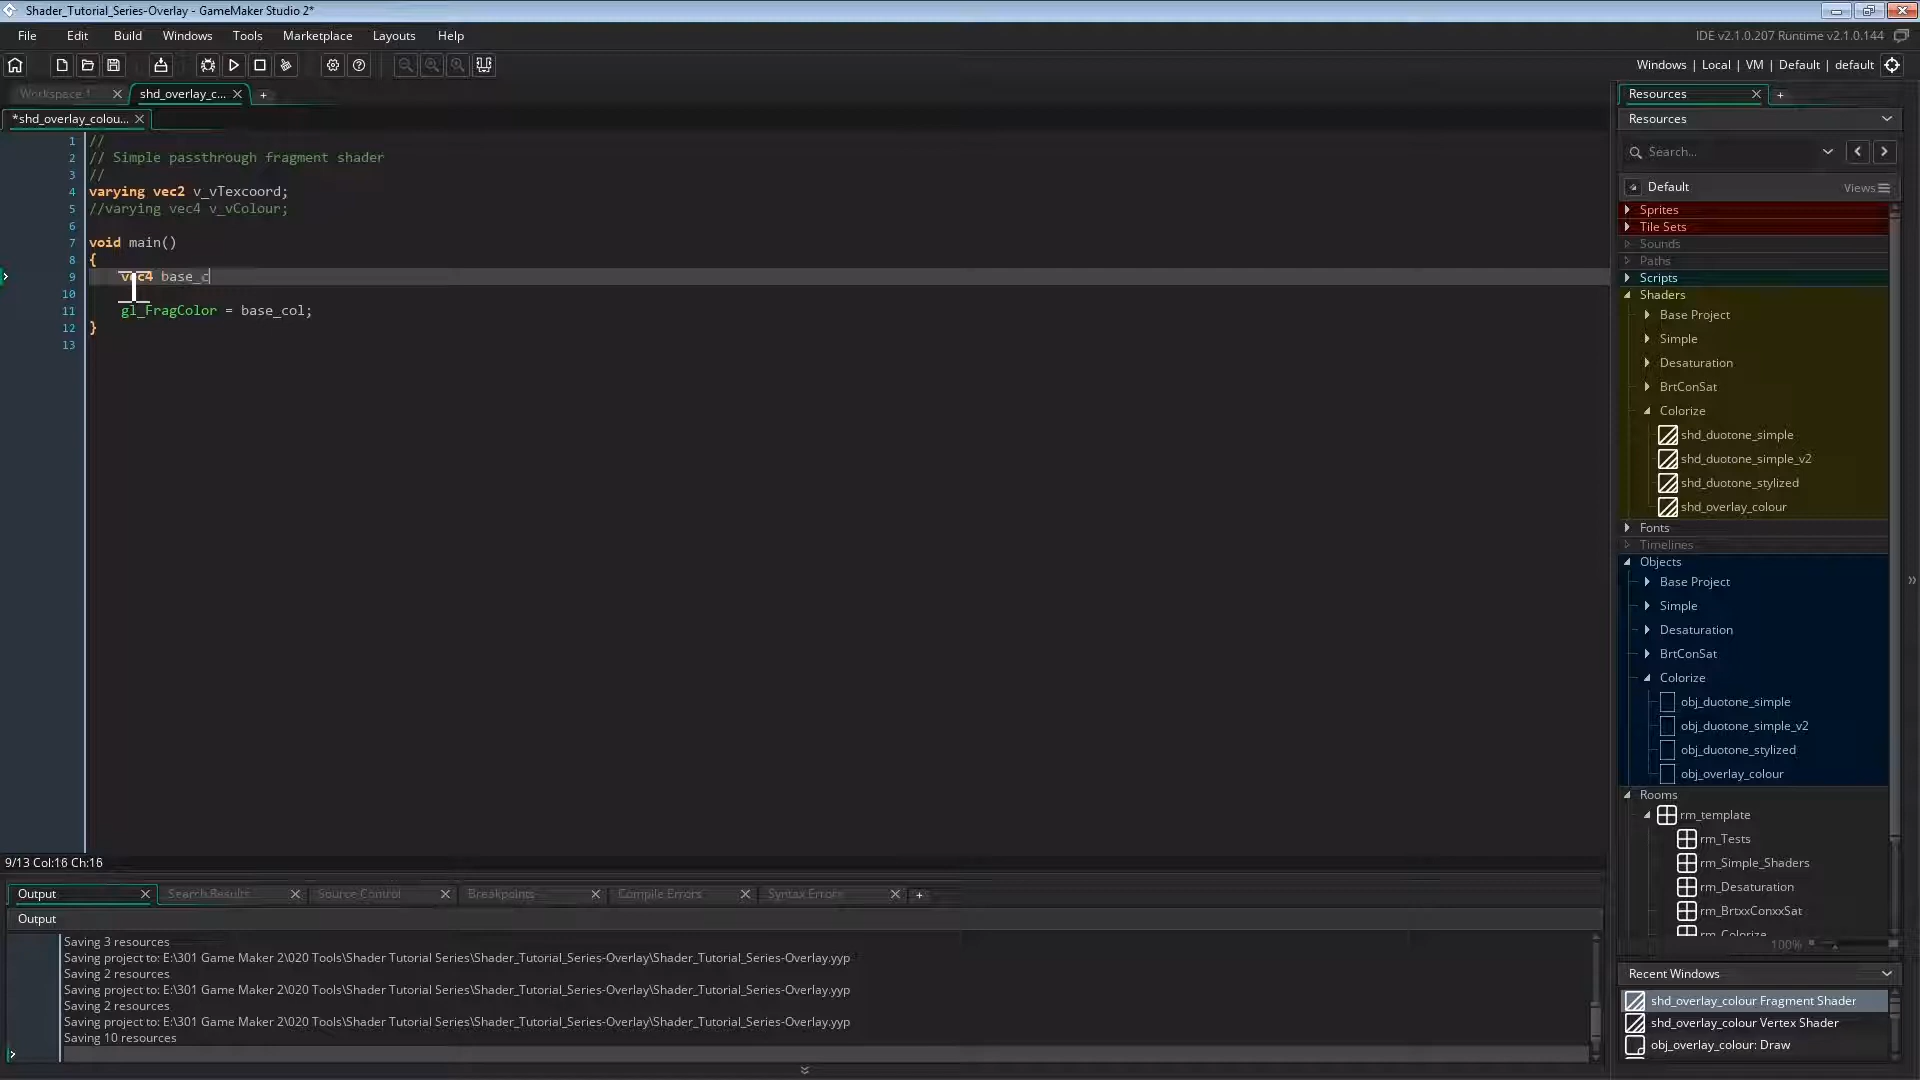 Shader_Tutorial_Series-Overlay - GameMaker Studio 2*
File Edit Build Windows Tools Marketplace Layouts Help
IDE v2.1.0.207 Runtime v2.1.0.144
Windows | Local | VM | Default | default
Workspace 1
shd_overlay_c...
*shd_overlay_colou...
1 //
2 // Simple passthrough fragment shader
3 //
4 varying vec2 v_vTexcoord;
5 //varying vec4 v_vColour;
6
7 void main()
8 {
9 vec4 base_c
10
11 gl_FragColor = base_col;
12 }
13
9/13 Col:16 Ch:16
Output
Search Results
Source Control
Breakpoints
Compile Errors
Syntax Errors
Output
Saving 3 resources
Saving project to: E:\301 Game Maker 2\020 Tools\Shader Tutorial Series\Shader_Tutorial_Series-Overlay\Shader_Tutorial_Series-Overlay.yyp
Saving 2 resources
Saving project to: E:\301 Game Maker 2\020 Tools\Shader Tutorial Series\Shader_Tutorial_Series-Overlay\Shader_Tutorial_Series-Overlay.yyp
Saving 2 resources
Saving project to: E:\301 Game Maker 2\020 Tools\Shader Tutorial Series\Shader_Tutorial_Series-Overlay\Shader_Tutorial_Series-Overlay.yyp
Saving 10 resources
Resources
Resources
Search...
Default
Views
Sprites
Tile Sets
Sounds
Paths
Scripts
Shaders
Base Project
Simple
Desaturation
BrtConSat
Colorize
shd_duotone_simple
shd_duotone_simple_v2
shd_duotone_stylized
shd_overlay_colour
Fonts
Timelines
Objects
Base Project
Simple
Desaturation
BrtConSat
Colorize
obj_duotone_simple
obj_duotone_simple_v2
obj_duotone_stylized
obj_overlay_colour
Rooms
rm_template
rm_Tests
rm_Simple_Shaders
rm_Desaturation
rm_BrtxxConxxSat
rm_Colorize
100%
Recent Windows
shd_overlay_colour Fragment Shader
shd_overlay_colour Vertex Shader
obj_overlay_colour: Draw